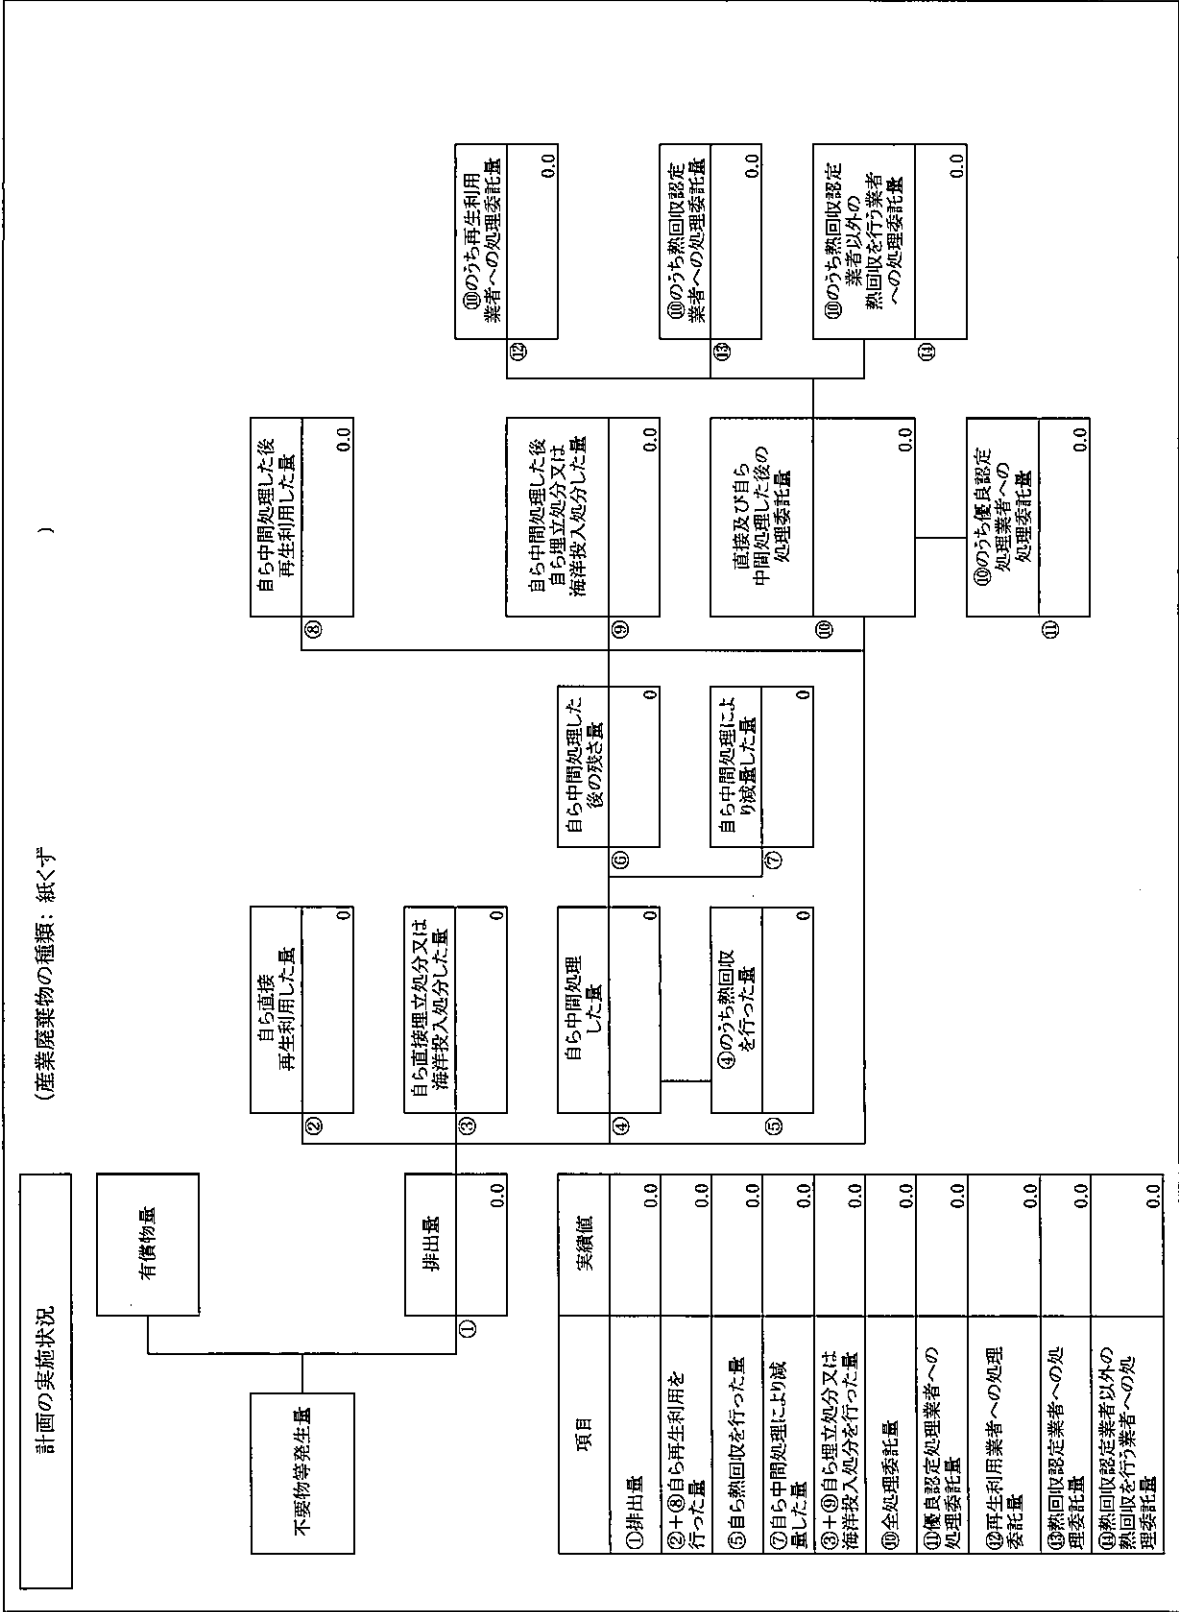 計画の実施状況
(産業廃棄物の種類: 紙くず )
不要物等発生量
有償物量
①
排出量
0.0
②
自ら直接
再生利用した量
0
③
自ら直接埋立処分又は
海洋投入処分した量
0
④
自ら中間処理
した量
0
⑤
④のうち熱回収
を行った量
0
⑥
自ら中間処理した
後の残さ量
0
⑦
自ら中間処理によ
り減量した量
0
⑧
自ら中間処理した後
再生利用した量
0.0
⑨
自ら中間処理した後
自ら埋立処分又は
海洋投入処分した量
0.0
⑩
直接及び自ら
中間処理した後の
処理委託量
0.0
⑪
⑩のうち優良認定
処理業者への
処理委託量
0.0
⑫
⑩のうち再生利用
業者への処理委託量
0.0
⑬
⑩のうち熱回収認定
業者への処理委託量
0.0
⑭
⑩のうち熱回収認定
業者以外の
熱回収を行う業者
への処理委託量
0.0
項目 実績値
①排出量 0.0
②+⑧自ら再生利用を
行った量 0.0
⑤自ら熱回収を行った量 0.0
⑦自ら中間処理により減
量した量 0.0
③+⑨自ら埋立処分又は
海洋投入処分を行った量 0.0
⑩全処理委託量 0.0
⑪優良認定処理業者への
処理委託量 0.0
⑫再生利用業者への処理
委託量 0.0
⑬熱回収認定業者への処
理委託量 0.0
⑭熱回収認定業者以外の
熱回収を行う業者への処
理委託量 0.0